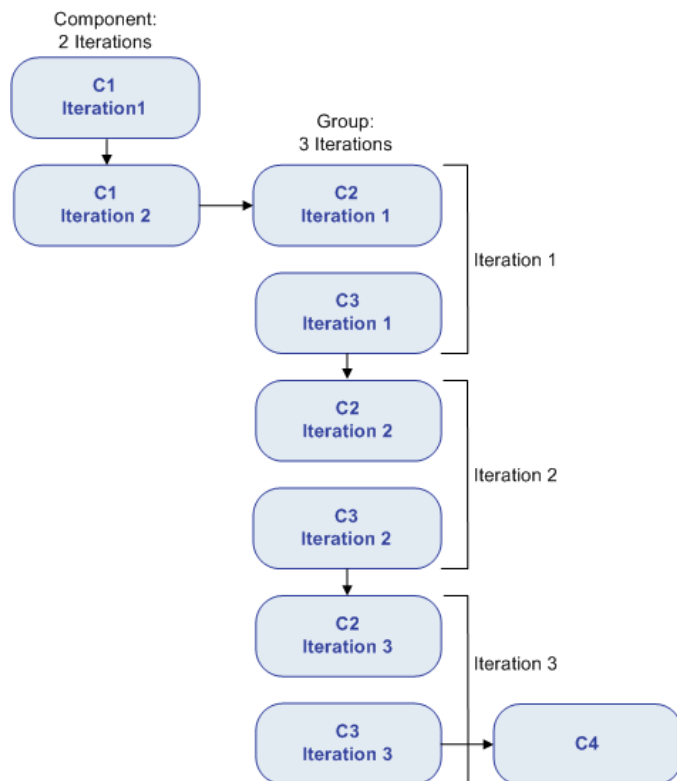 Component:
2 Iterations
C1
Iteration1
Group:
3 Iterations
C1
Iteration 2
C2
Iteration 1
Iteration 1
C3
Iteration 1
C2
Iteration 2
Iteration 2
C3
Iteration 2
C2
Iteration 3
Iteration 3
C3
Iteration 3
C4